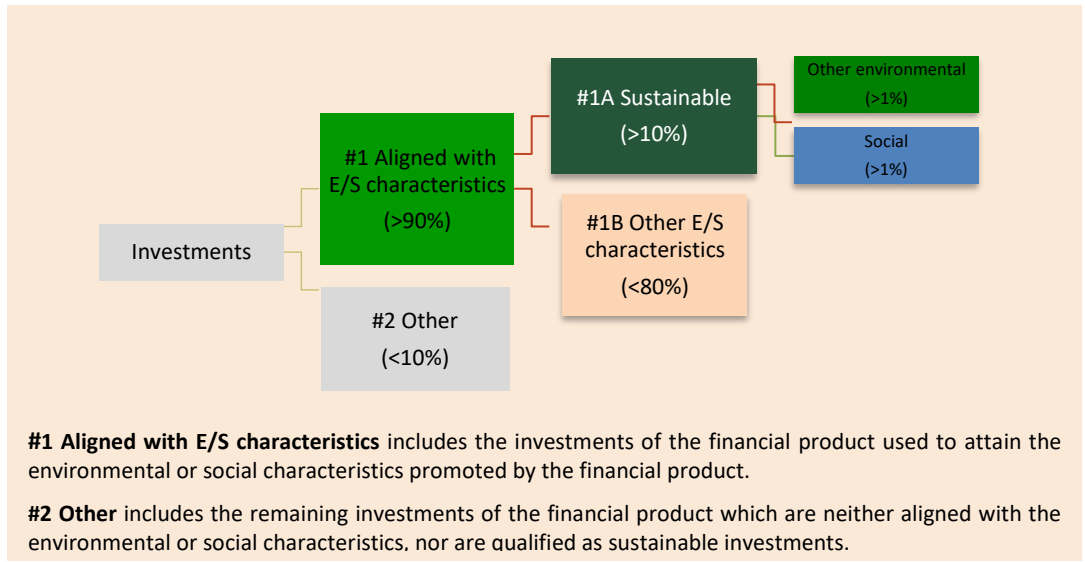 Investments
#1 Aligned with
E/S characteristics
(>90%)
#2 Other
(<10%)
#1A Sustainable
(>10%)
#1B Other E/S
characteristics
(<80%)
Other environmental
(>1%)
Social
(>1%)
#1 Aligned with E/S characteristics includes the investments of the financial product used to attain the
environmental or social characteristics promoted by the financial product.
#2 Other includes the remaining investments of the financial product which are neither aligned with the
environmental or social characteristics, nor are qualified as sustainable investments.